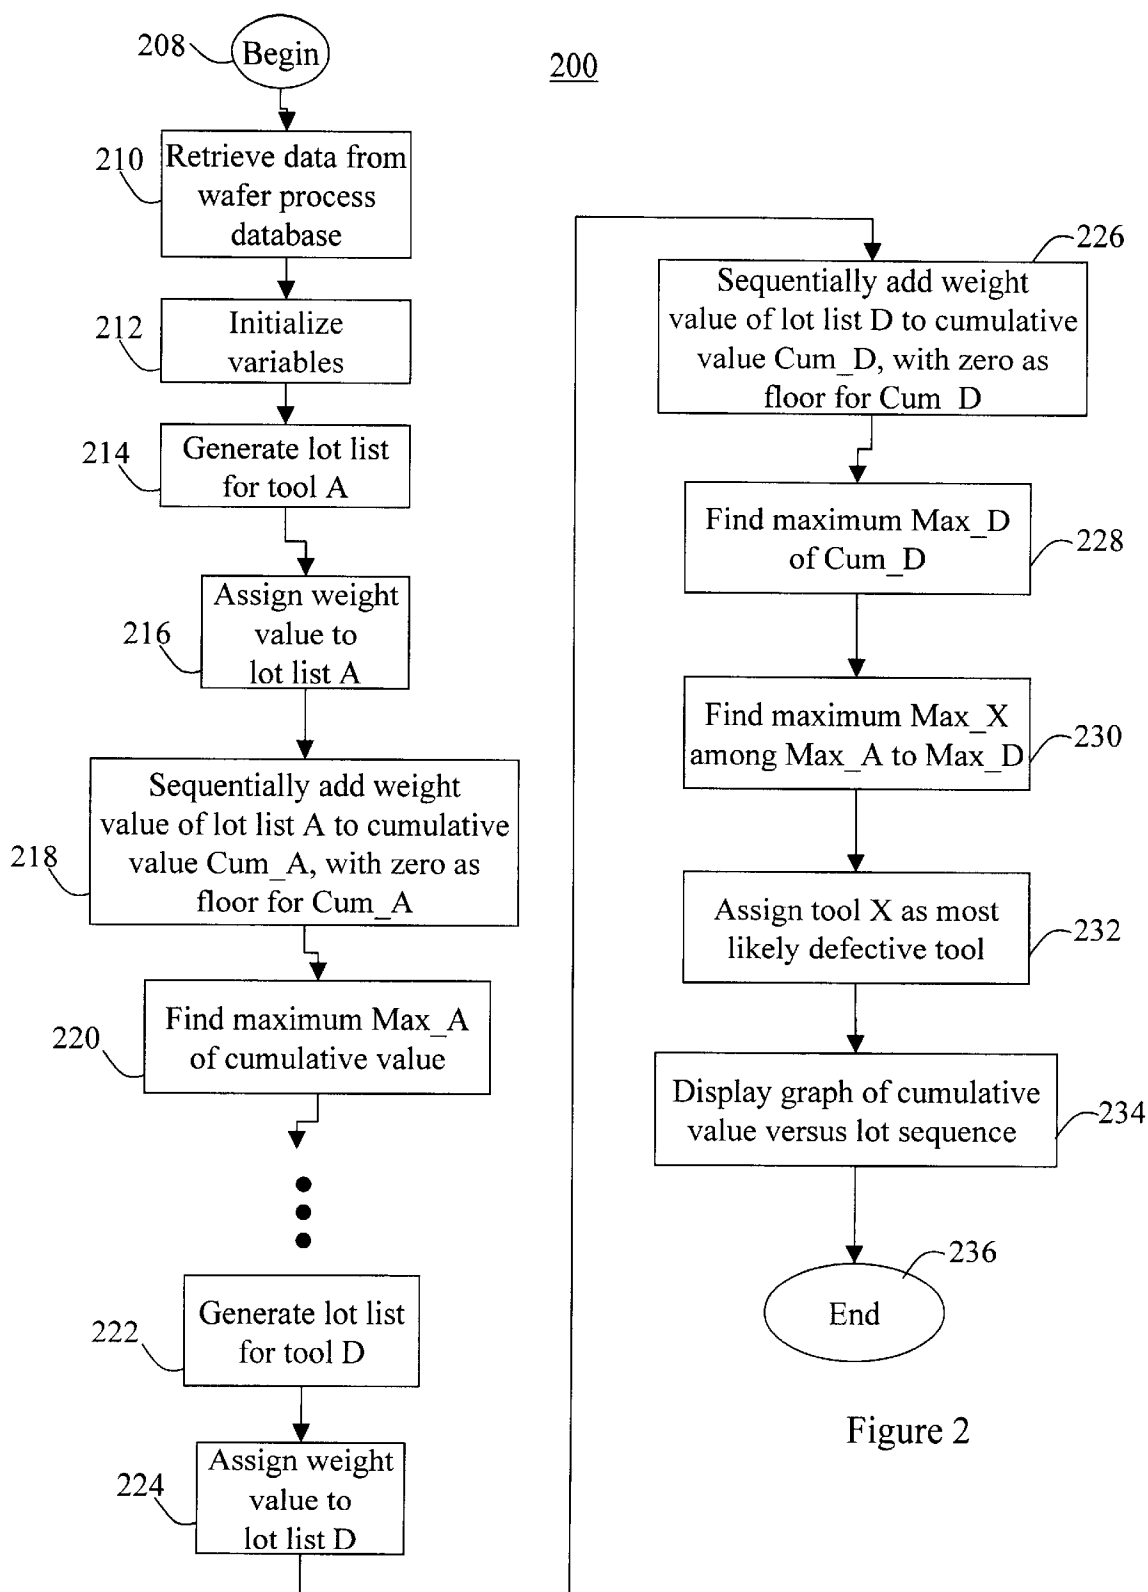 208
Begin
200
210
Retrieve data from
wafer process
database
212
Initialize
variables
214
Generate lot list
for tool A
216
Assign weight
value to
lot list A
218
Sequentially add weight
value of lot list A to cumulative
value Cum_A, with zero as
floor for Cum_A
220
Find maximum Max_A
of cumulative value
222
Generate lot list
for tool D
224
Assign weight
value to
lot list D
226
Sequentially add weight
value of lot list D to cumulative
value Cum_D, with zero as
floor for Cum_D
228
Find maximum Max_D
of Cum_D
230
Find maximum Max_X
among Max_A to Max_D
232
Assign tool X as most
likely defective tool
234
Display graph of cumulative
value versus lot sequence
236
End
Figure 2